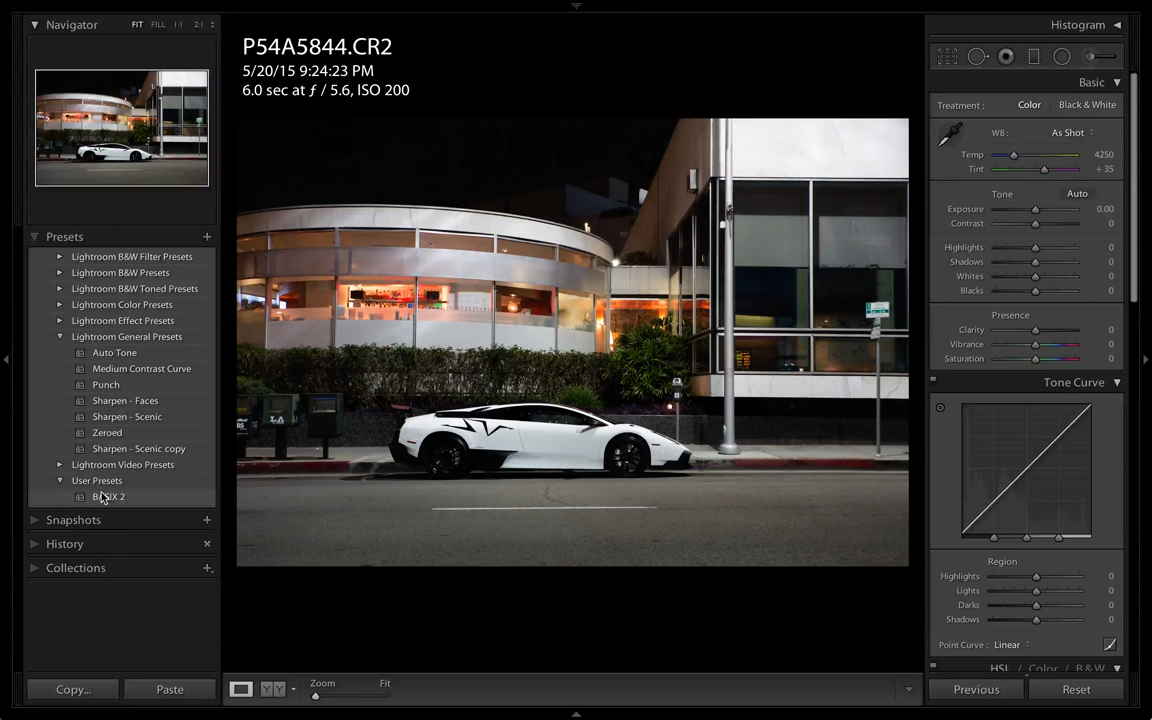 Navigator
FIT FILL 1:1 2:1
Presets
Lightroom B&W Filter Presets
Lightroom B&W Presets
Lightroom B&W Toned Presets
Lightroom Color Presets
Lightroom Effect Presets
Lightroom General Presets
Auto Tone
Medium Contrast Curve
Punch
Sharpen - Faces
Sharpen - Scenic
Zeroed
Sharpen - Scenic copy
Lightroom Video Presets
User Presets
2
Snapshots
History
Collections
Copy... Paste
P54A5844.CR2
5/20/15 9:24:23 PM
6.0 sec at ƒ / 5.6, ISO 200
LA
Zoom Fit
Histogram
Basic
Treatment : Color Black & White
WB : As Shot
Temp 4250
Tint + 35
Tone Auto
Exposure 0.00
Contrast 0
Highlights 0
Shadows 0
Whites 0
Blacks 0
Presence
Clarity 0
Vibrance 0
Saturation 0
Tone Curve
Region
Highlights 0
Lights 0
Darks 0
Shadows 0
Point Curve : Linear
HSL / Color / B&W
Previous Reset